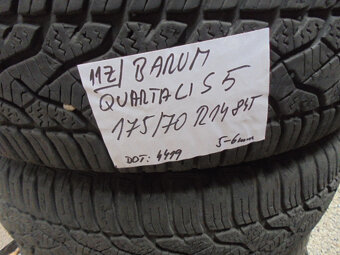 11Z/ BARUM
QUARTALIS 5
175/70 R14 84T
5-6mm
DOT: 4419